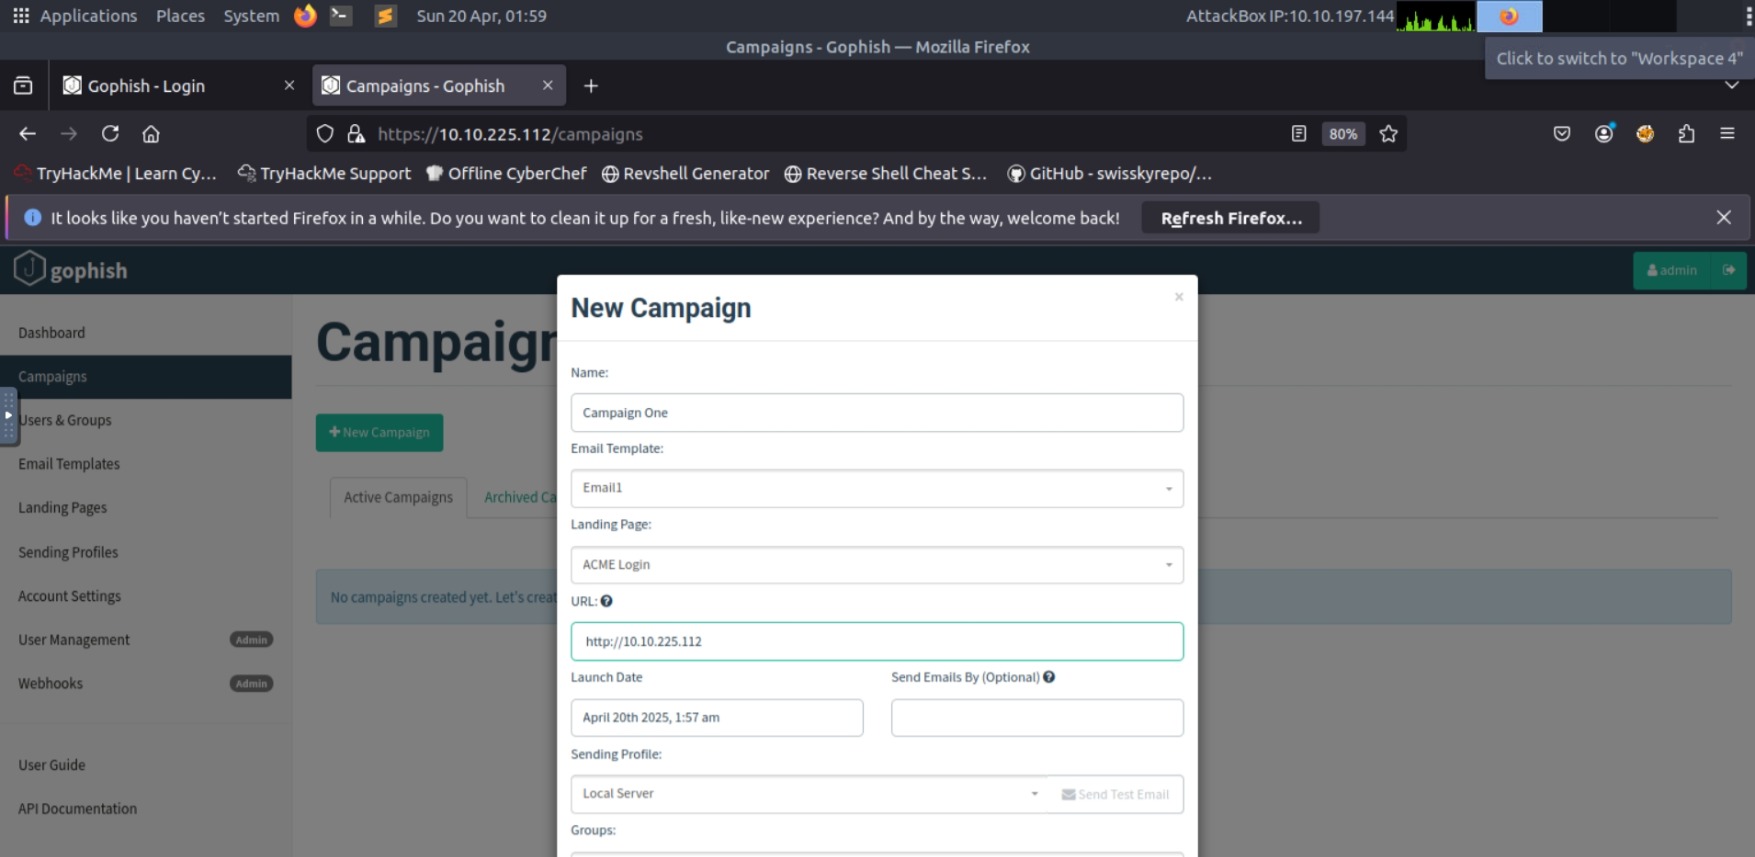 Applications Places System Sun 20 Apr, 01:59 AttackBox IP:10.10.197.144
Campaigns - Gophish — Mozilla Firefox
Click to switch to "Workspace 4"
Gophish - Login
Campaigns - Gophish
https://10.10.225.112/campaigns 80%
TryHackMe | Learn Cy... TryHackMe Support Offline CyberChef Revshell Generator Reverse Shell Cheat S... GitHub - swisskyrepo/...
It looks like you haven't started Firefox in a while. Do you want to clean it up for a fresh, like-new experience? And by the way, welcome back! Refresh Firefox...
gophish
admin
Dashboard
Campaigns
Users & Groups
Email Templates
Landing Pages
Sending Profiles
Account Settings
User Management Admin
Webhooks Admin
User Guide
API Documentation
Campaign
New Campaign
Active Campaigns
Archived Ca
No campaigns created yet. Let's creat
New Campaign
Name:
Campaign One
Email Template:
Email1
Landing Page:
ACME Login
URL:
http://10.10.225.112
Launch Date Send Emails By (Optional)
April 20th 2025, 1:57 am
Sending Profile:
Local Server Send Test Email
Groups: